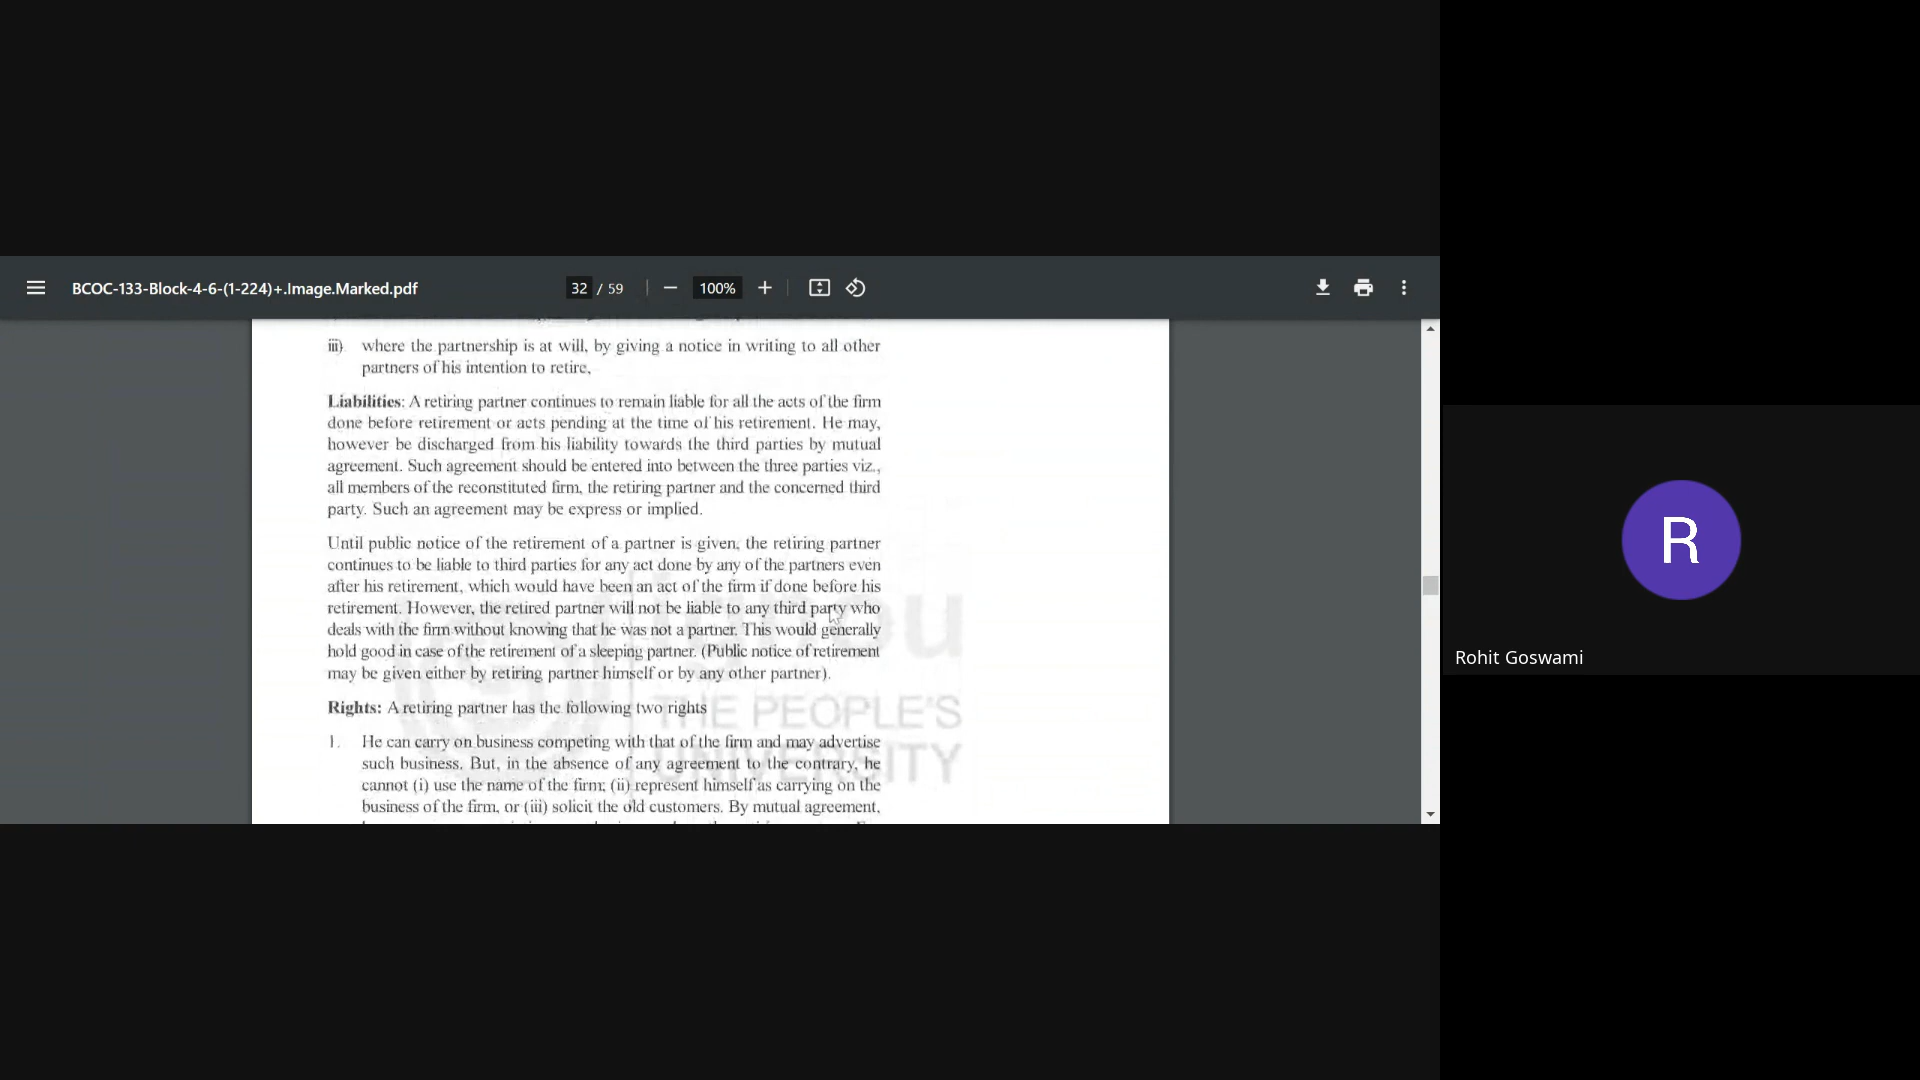 BCOC-133-Block-4-6-(1-224)+.Image.Marked.pdf
32 / 59
100%
iii) where the partnership is at will, by giving a notice in writing to all other
partners of his intention to retire,
Liabilities: A retiring partner continues to remain liable for all the acts of the firm
done before retirement or acts pending at the time of his retirement. He may,
however be discharged from his liability towards the third parties by mutual
agreement. Such agreement should be entered into between the three parties viz.,
all members of the reconstituted firm, the retiring partner and the concerned third
party. Such an agreement may be express or implied.
Until public notice of the retirement of a partner is given, the retiring partner
continues to be liable to third parties for any act done by any of the partners even
after his retirement, which would have been an act of the firm if done before his
retirement. However, the retired partner will not be liable to any third party who
deals with the firm without knowing that he was not a partner. This would generally
hold good in case of the retirement of a sleeping partner. (Public notice of retirement
may be given either by retiring partner himself or by any other partner).
Rights: A retiring partner has the following two rights
1. He can carry on business competing with that of the firm and may advertise
such business. But, in the absence of any agreement to the contrary, he
cannot (i) use the name of the firm; (ii) represent himself as carrying on the
business of the firm, or (iii) solicit the old customers. By mutual agreement,
ignou
THE PEOPLE'S
UNIVERSITY
R
Rohit Goswami